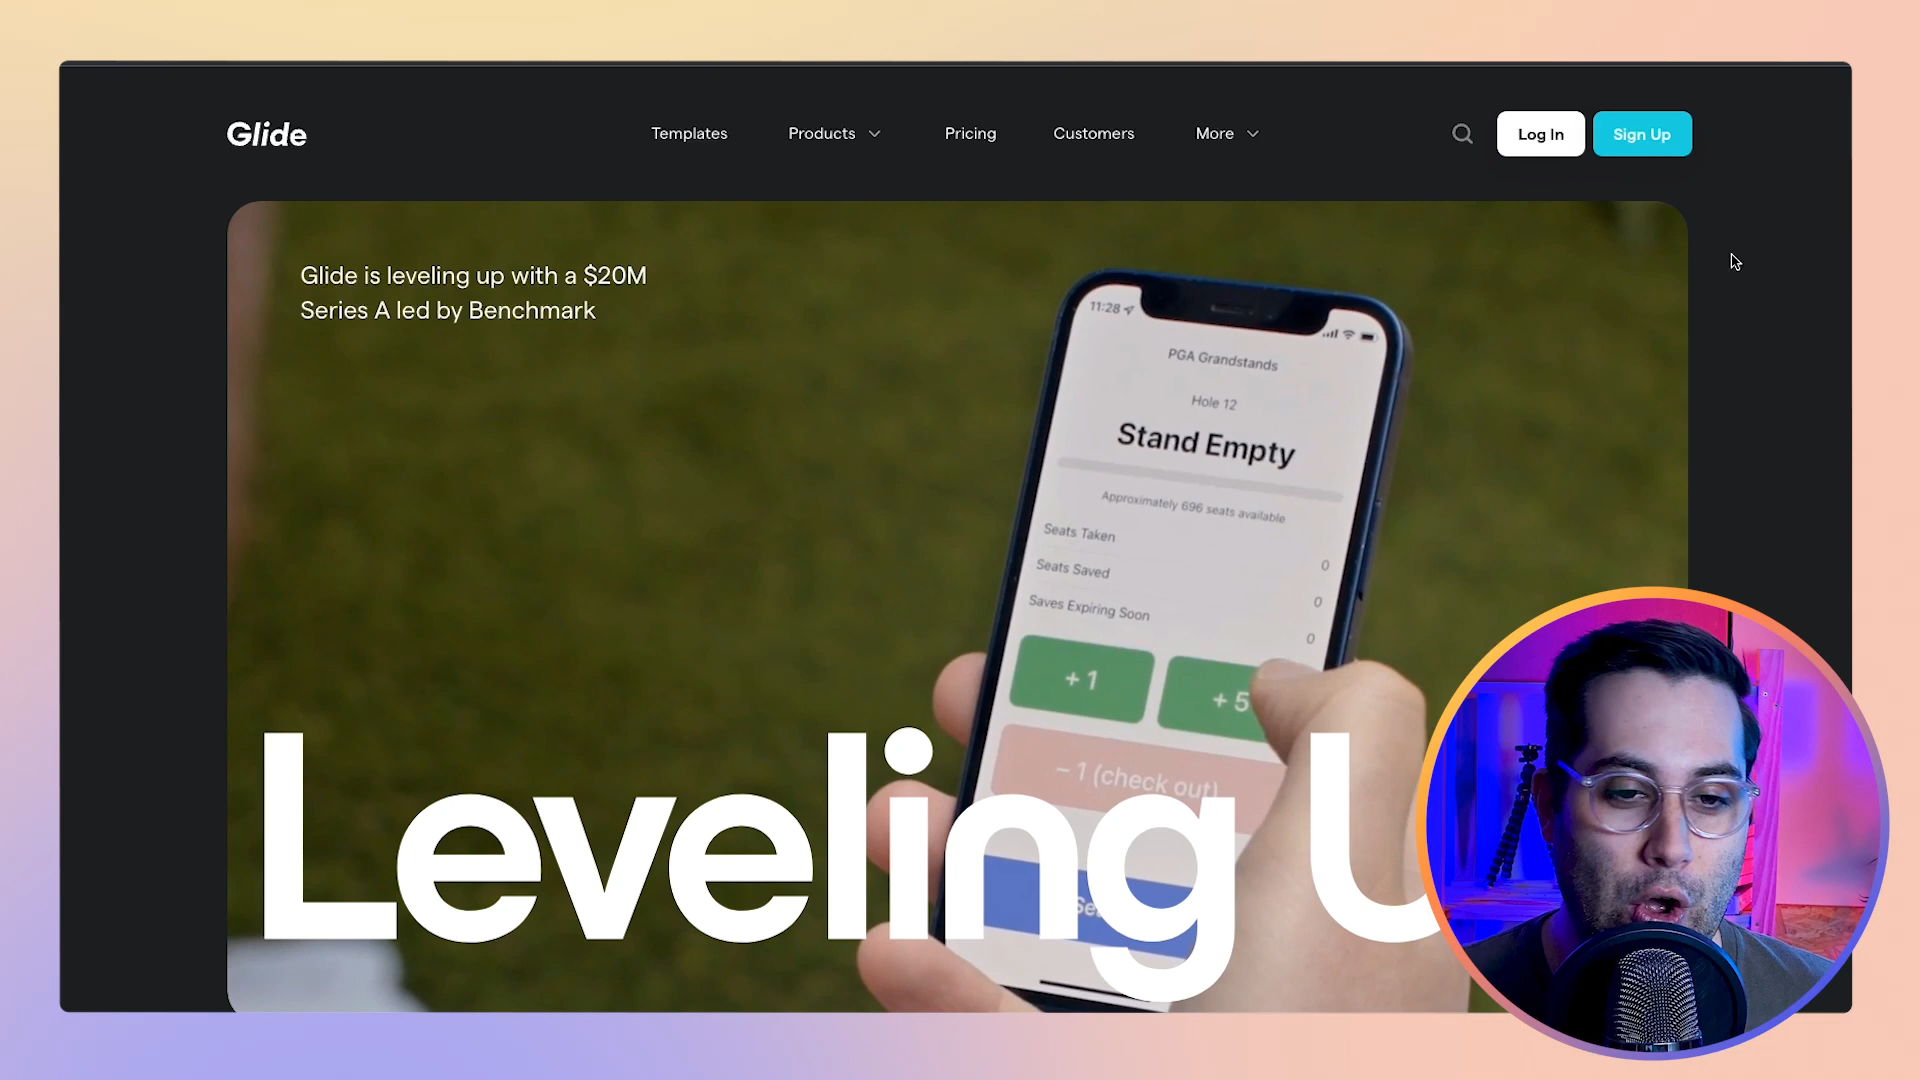 Glide
Templates
Products
Pricing
Customers
More
Log In
Sign Up
Glide is leveling up with a $20M
Series A led by Benchmark
11:28
PGA Grandstands
Hole 12
Stand Empty
Approximately 696 seats available
Seats Taken
0
Seats Saved
0
Saves Expiring Soon
0
+ 1
+ 5
– 1 (check out)
Leveling U